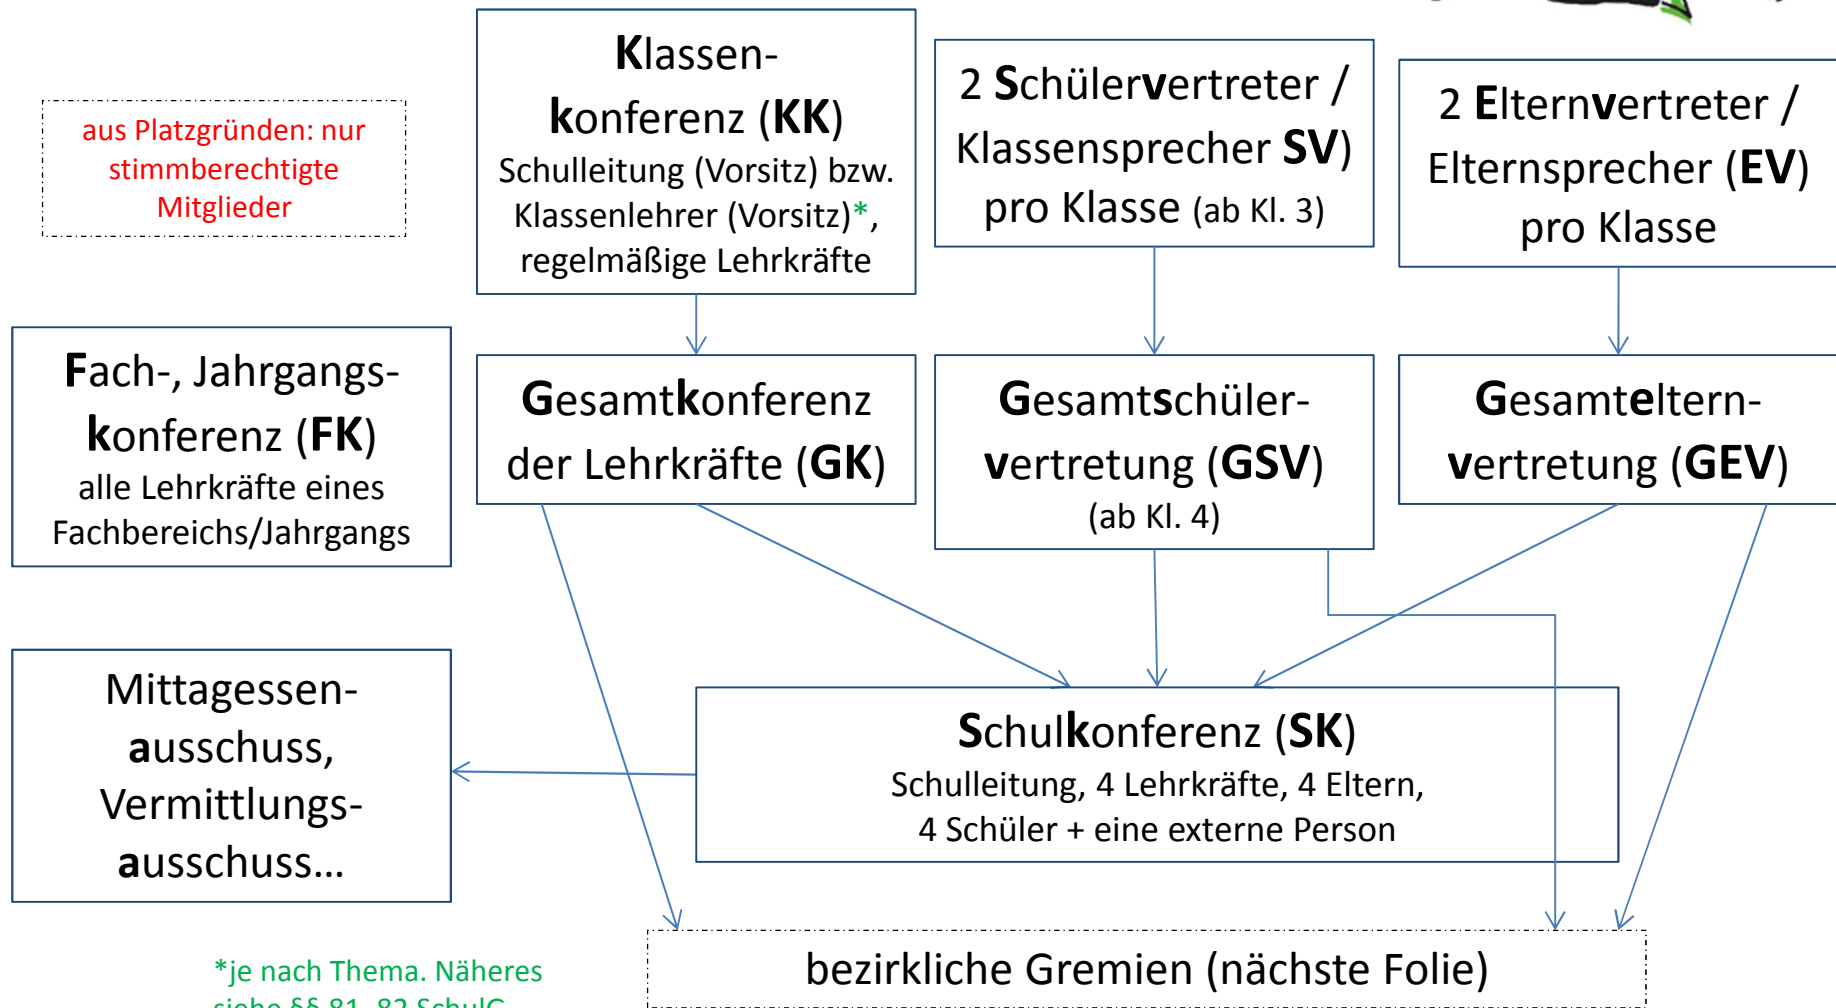 aus Platzgründen: nur
stimmberechtigte
Mitglieder
Klassen-
konferenz (KK)
Schulleitung (Vorsitz) bzw.
Klassenlehrer (Vorsitz)*,
regelmäßige Lehrkräfte
2 Schülervertreter /
Klassensprecher SV)
pro Klasse (ab Kl. 3)
2 Elternvertreter /
Elternsprecher (EV)
pro Klasse
Fach-, Jahrgangs-
konferenz (FK)
alle Lehrkräfte eines
Fachbereichs/Jahrgangs
Gesamtkonferenz
der Lehrkräfte (GK)
Gesamtschüler-
vertretung (GSV)
(ab Kl. 4)
Gesamteltern-
vertretung (GEV)
Mittagessen-
ausschuss,
Vermittlungs-
ausschuss…
Schulkonferenz (SK)
Schulleitung, 4 Lehrkräfte, 4 Eltern,
4 Schüler + eine externe Person
bezirkliche Gremien (nächste Folie)
*je nach Thema. Näheres
siehe §§ 81, 82 SchulG